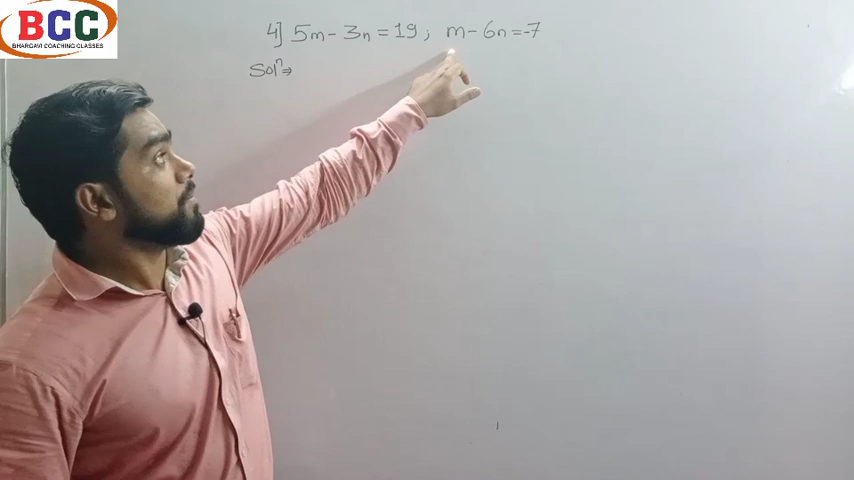 BCC
BHARGAVI COACHING CLASSES
4] 5m - 3n = 19 ; m - 6n = -7
Solⁿ ⇒